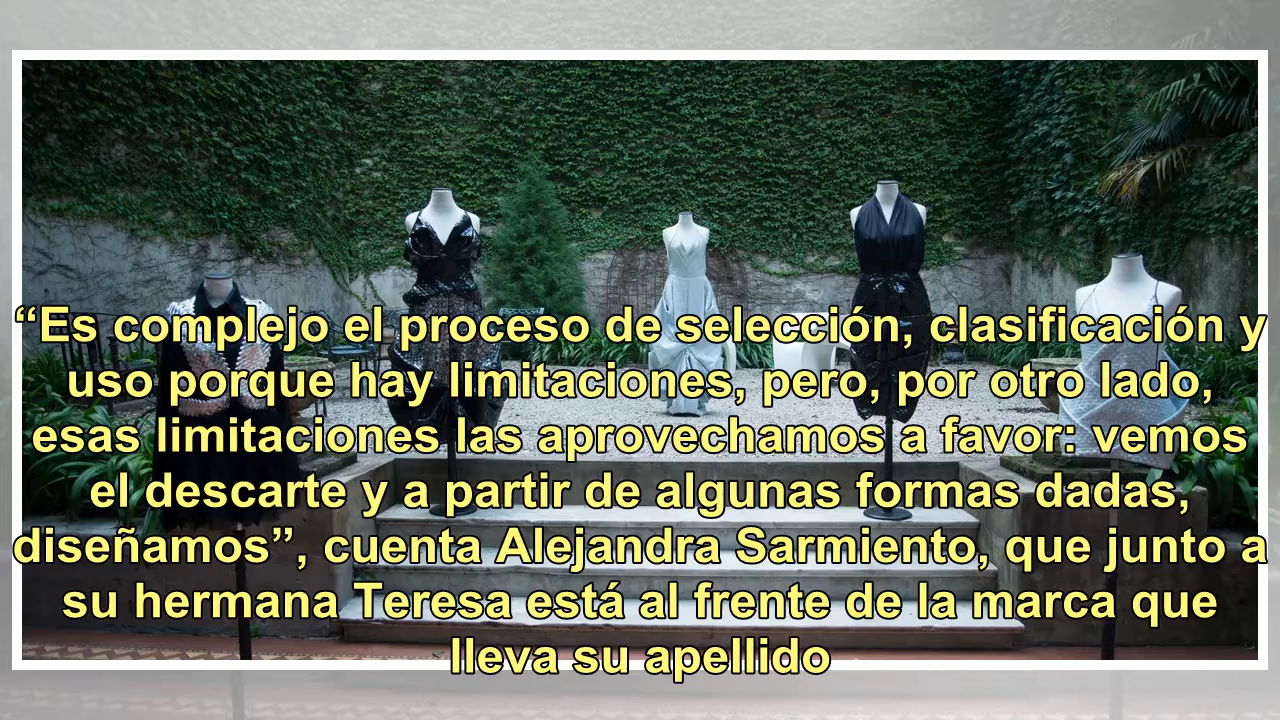 “Es complejo el proceso de selección, clasificación y
uso porque hay limitaciones, pero, por otro lado,
esas limitaciones las aprovechamos a favor: vemos
el descarte y a partir de algunas formas dadas,
diseñamos”, cuenta Alejandra Sarmiento, que junto a
su hermana Teresa está al frente de la marca que
lleva su apellido